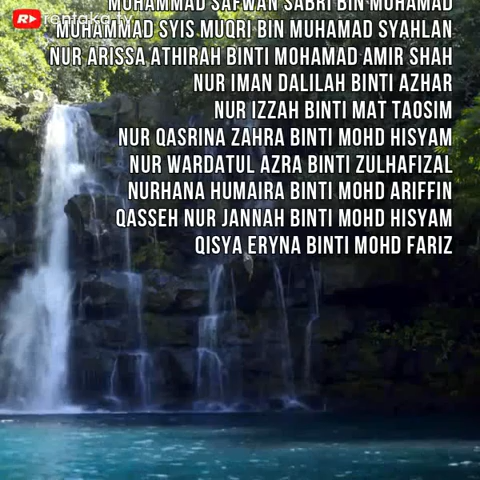 MUHAMMAD SAFWAN SABRI BIN MUHAMAD
rentaka.tv
MUHAMMAD SYIS MUQRI BIN MUHAMAD SYAHLAN
NUR ARISSA ATHIRAH BINTI MOHAMAD AMIR SHAH
NUR IMAN DALILAH BINTI AZHAR
NUR IZZAH BINTI MAT TAOSIM
NUR QASRINA ZAHRA BINTI MOHD HISYAM
NUR WARDATUL AZRA BINTI ZULHAFIZAL
NURHANA HUMAIRA BINTI MOHD ARIFFIN
QASSEH NUR JANNAH BINTI MOHD HISYAM
QISYA ERYNA BINTI MOHD FARIZ